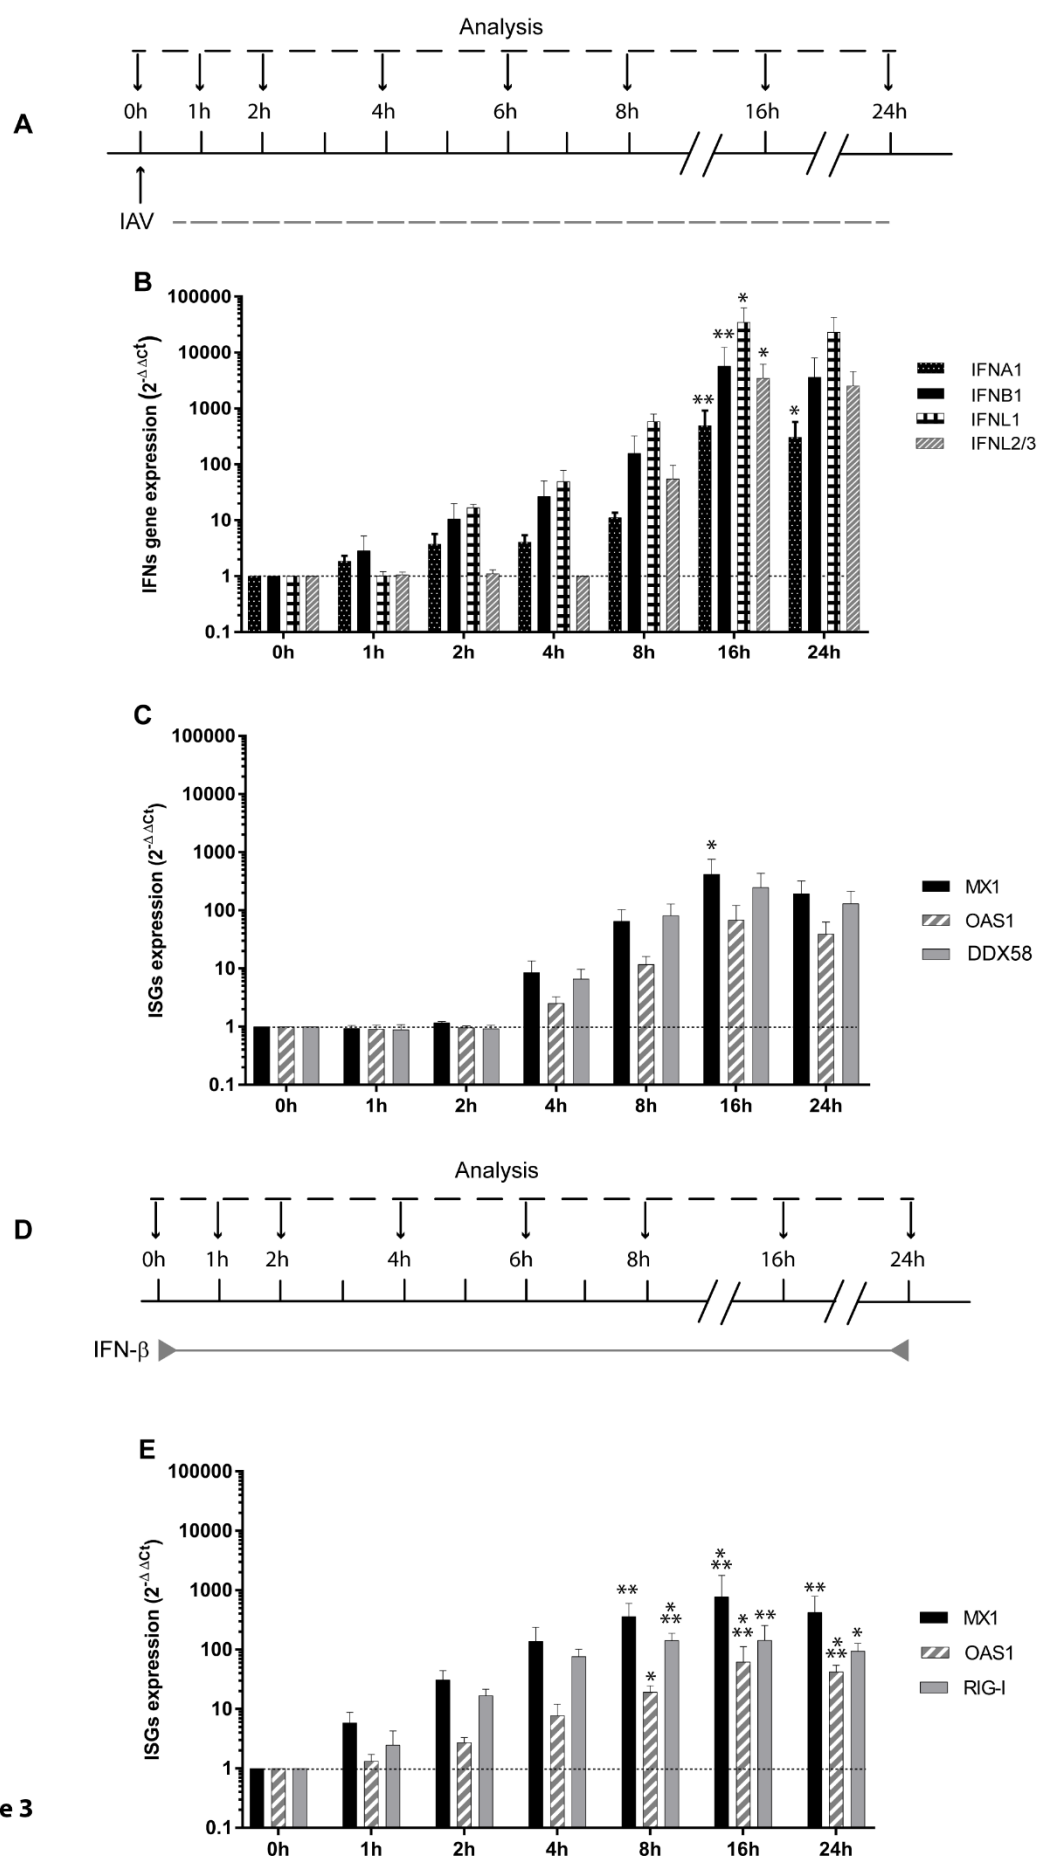 Analysis
0h 1h 2h 4h 6h 8h 16h 24h
A
IAV
B
IFNs gene expression (2^-ΔΔct)
100000
10000
1000
100
10
1
0.1
** ** * * *
0h 1h 2h 4h 8h 16h 24h
IFNA1
IFNB1
IFNL1
IFNL2/3
C
ISGs expression (2^-ΔΔCt)
100000
10000
1000
100
10
1
0.1
*
0h 1h 2h 4h 8h 16h 24h
MX1
OAS1
DDX58
Analysis
D
0h 1h 2h 4h 6h 8h 16h 24h
IFN-β
E
ISGs expression (2^-ΔΔCt)
100000
10000
1000
100
10
1
0.1
** * *** *** *** ** ** *** *
0h 1h 2h 4h 8h 16h 24h
MX1
OAS1
RIG-I
e 3